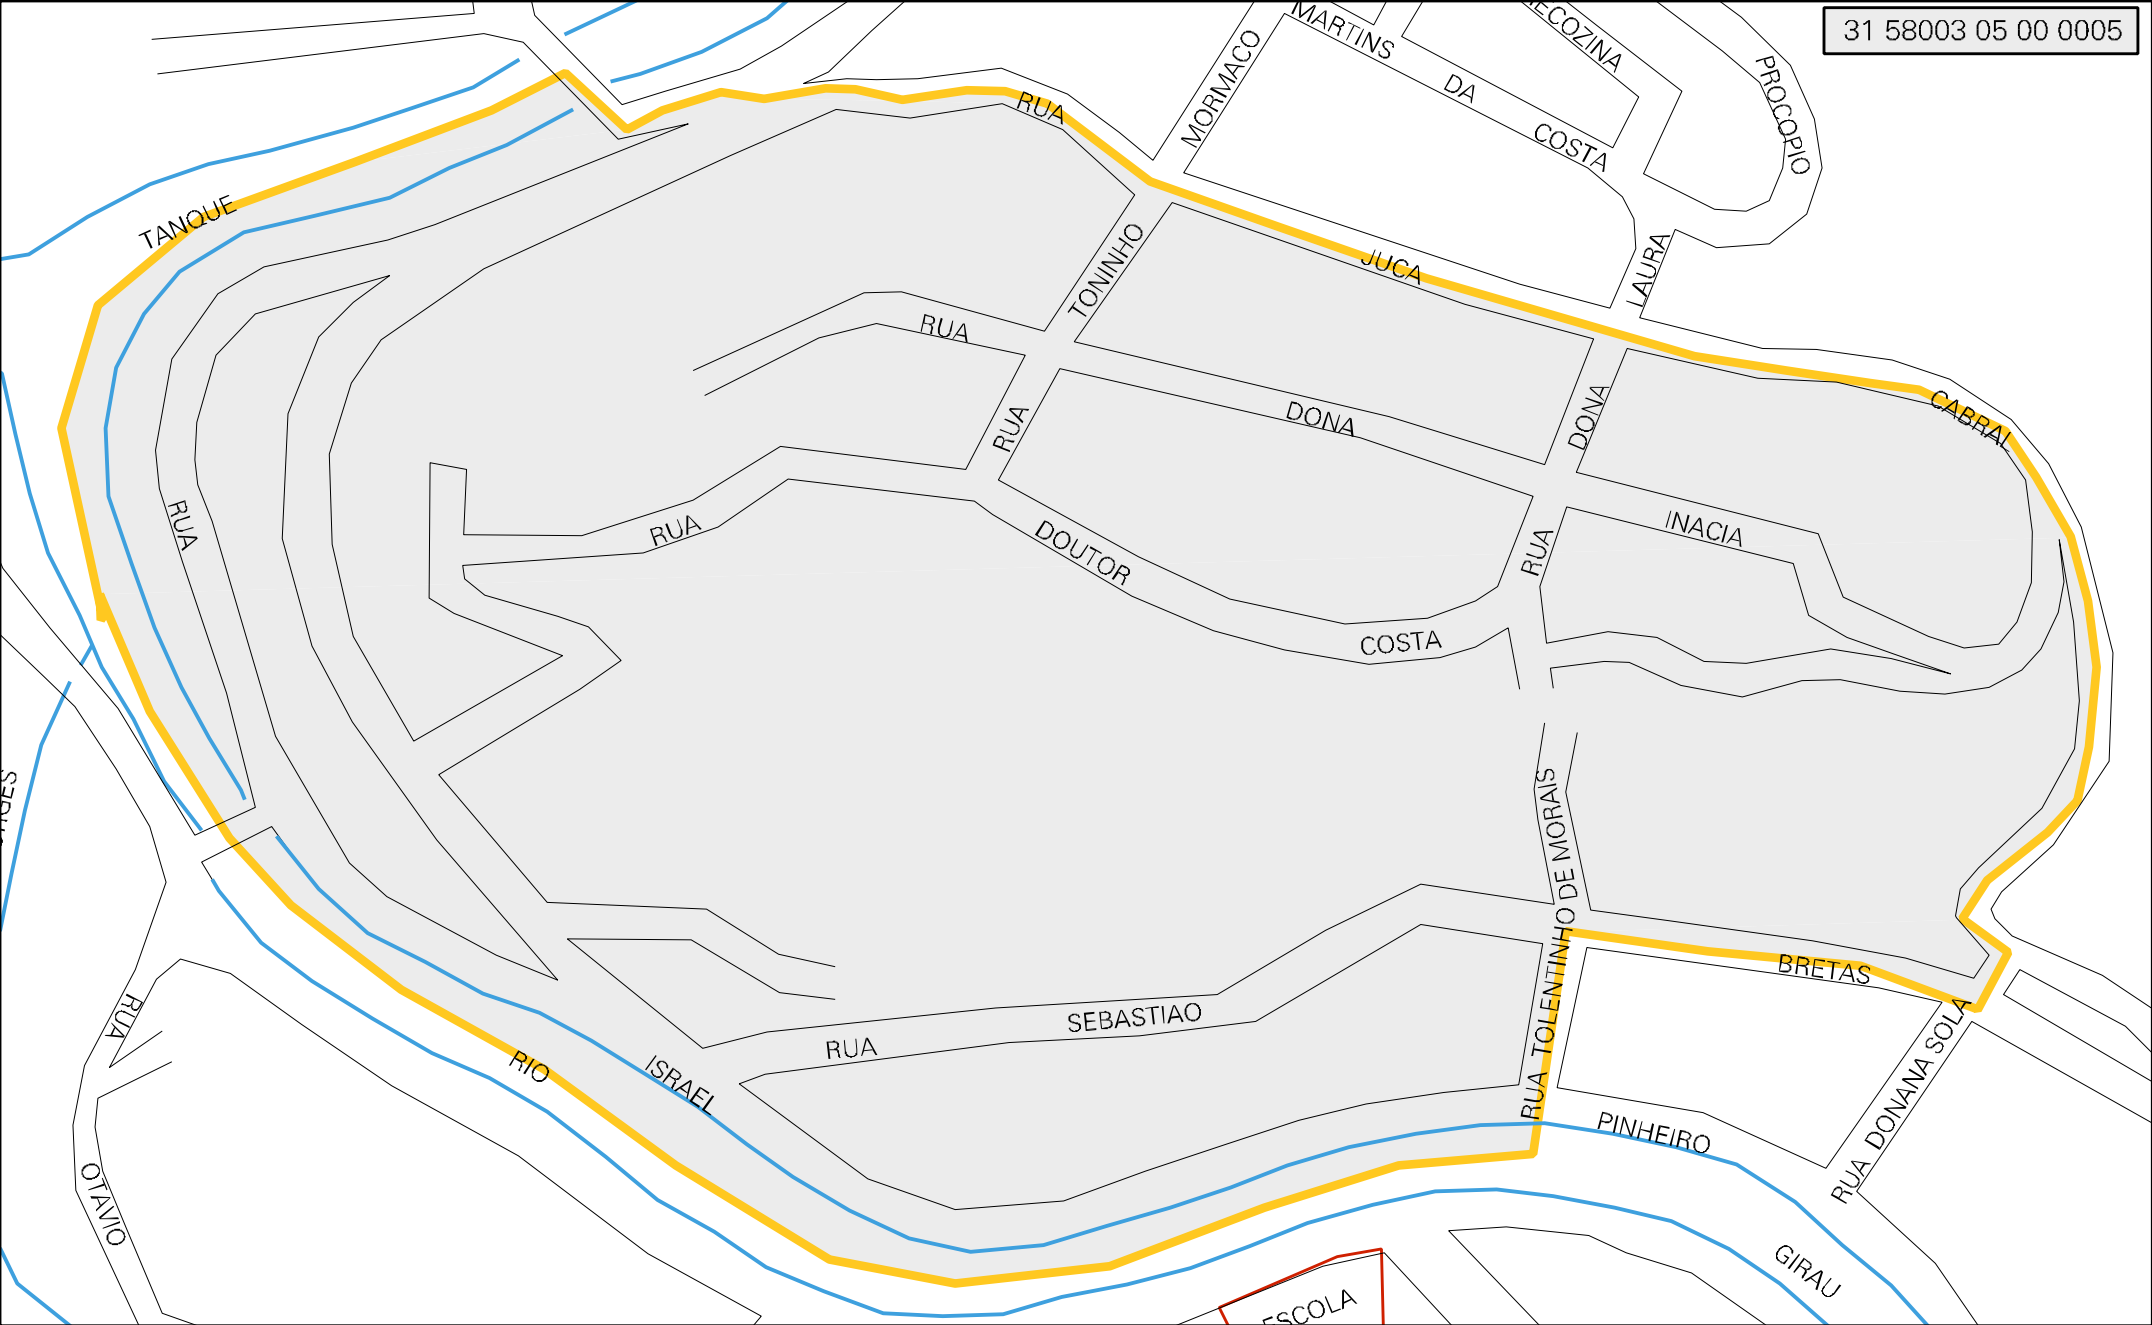 31 58003 05 00 0005
MARTINS
DA
COSTA
MORMACO
PROCOPIO
LAURA
TANQUE
RUA
JUCA
CABRAL
TONINHO
RUA
RUA
DONA
INACIA
DONA
RUA
RUA
RUA
DOUTOR
COSTA
RUA TOLENTINHO DE MORAIS
BRETAS
RUA
SEBASTIAO
RUA DONANA SOLA
PINHEIRO
GIRAU
RIO
ISRAEL
RUA
OTAVIO
ESCOLA